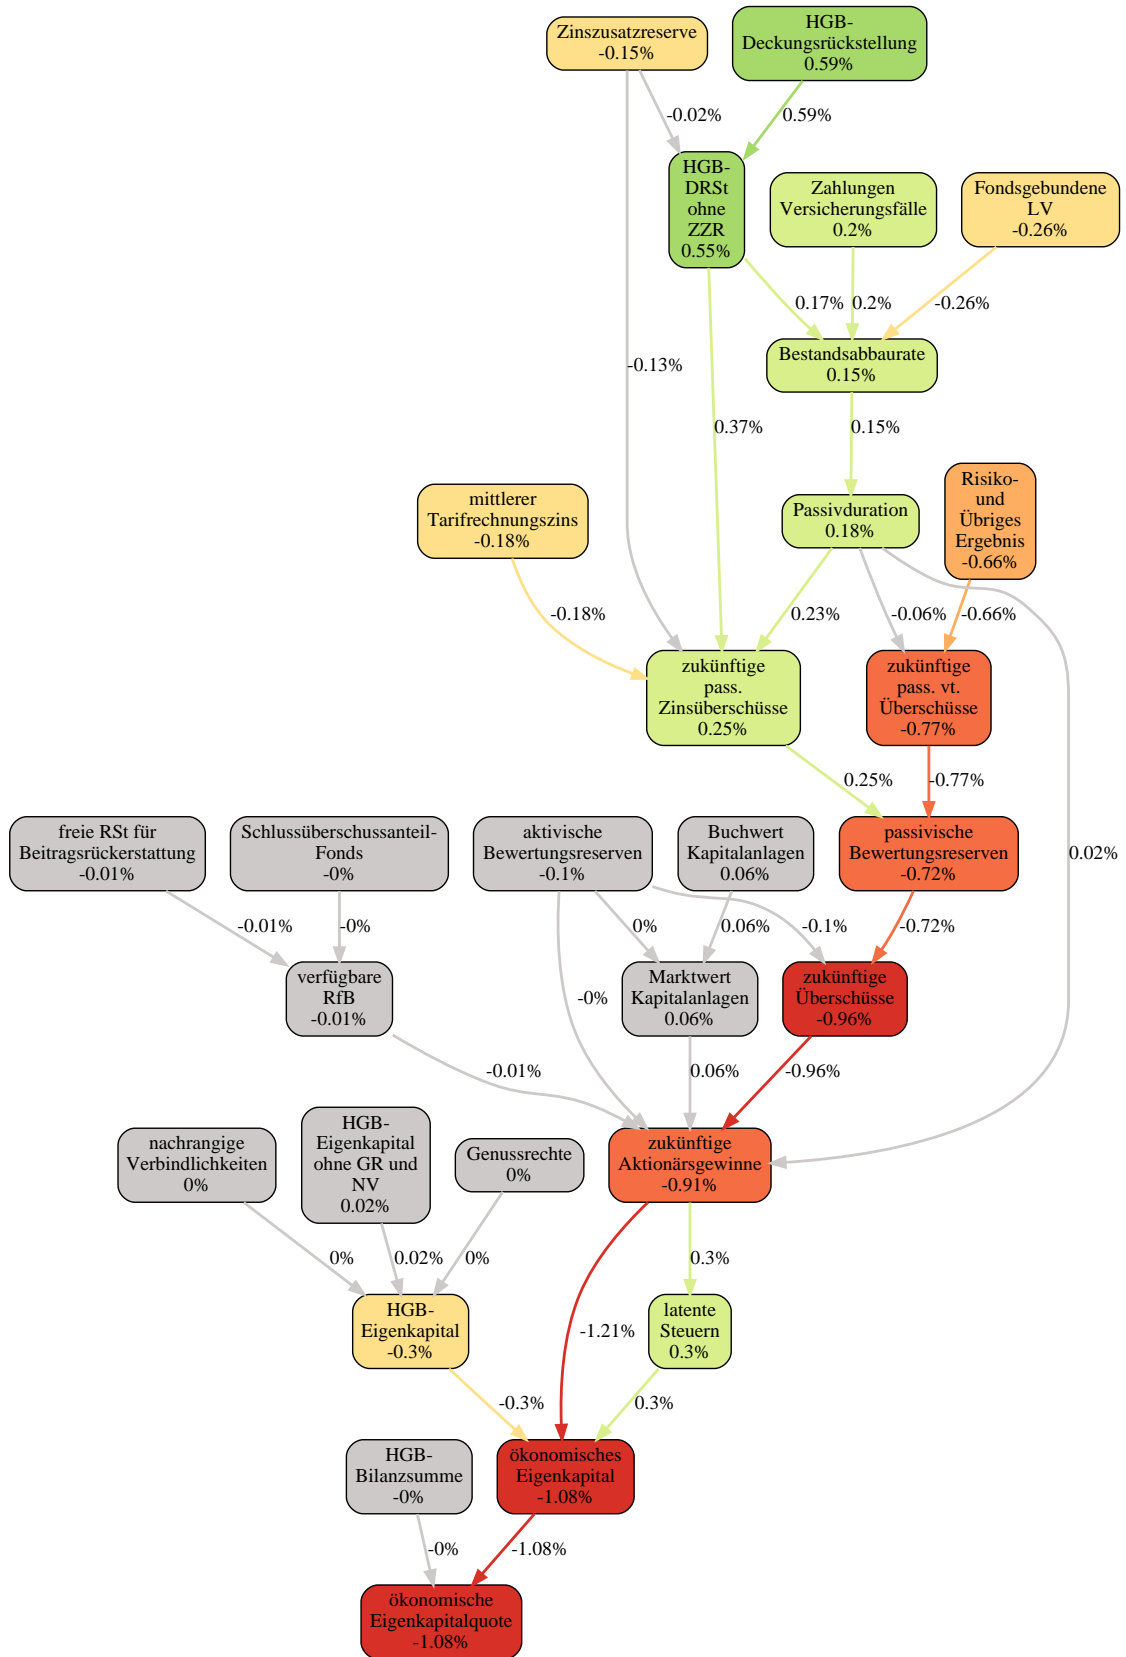 Zinszusatzreserve
-0.15%
HGB-
Deckungsrückstellung
0.59%
-0.02%
0.59%
HGB-
DRSt
ohne
ZZR
0.55%
Zahlungen
Versicherungsfälle
0.2%
Fondsgebundene
LV
-0.26%
0.17%
0.2%
-0.26%
-0.13%
Bestandsabbaurate
0.15%
0.37%
0.15%
mittlerer
Tarifrechnungszins
-0.18%
Passivduration
0.18%
Risiko-
und
Übriges
Ergebnis
-0.66%
-0.18%
0.23%
-0.06%
-0.66%
zukünftige
pass.
Zinsüberschüsse
0.25%
zukünftige
pass. vt.
Überschüsse
-0.77%
0.25%
-0.77%
freie RSt für
Beitragsrückerstattung
-0.01%
Schlussüberschussanteil-
Fonds
-0%
aktivische
Bewertungsreserven
-0.1%
Buchwert
Kapitalanlagen
0.06%
passivische
Bewertungsreserven
-0.72%
0.02%
-0.01%
-0%
0%
0.06%
-0.1%
-0.72%
verfügbare
RfB
-0.01%
-0%
Marktwert
Kapitalanlagen
0.06%
zukünftige
Überschüsse
-0.96%
-0.01%
0.06%
-0.96%
nachrangige
Verbindlichkeiten
0%
HGB-
Eigenkapital
ohne GR und
NV
0.02%
Genussrechte
0%
zukünftige
Aktionärsgewinne
-0.91%
0%
0.02%
0%
0.3%
HGB-
Eigenkapital
-0.3%
-1.21%
latente
Steuern
0.3%
-0.3%
0.3%
HGB-
Bilanzsumme
-0%
ökonomisches
Eigenkapital
-1.08%
-0%
-1.08%
ökonomische
Eigenkapitalquote
-1.08%